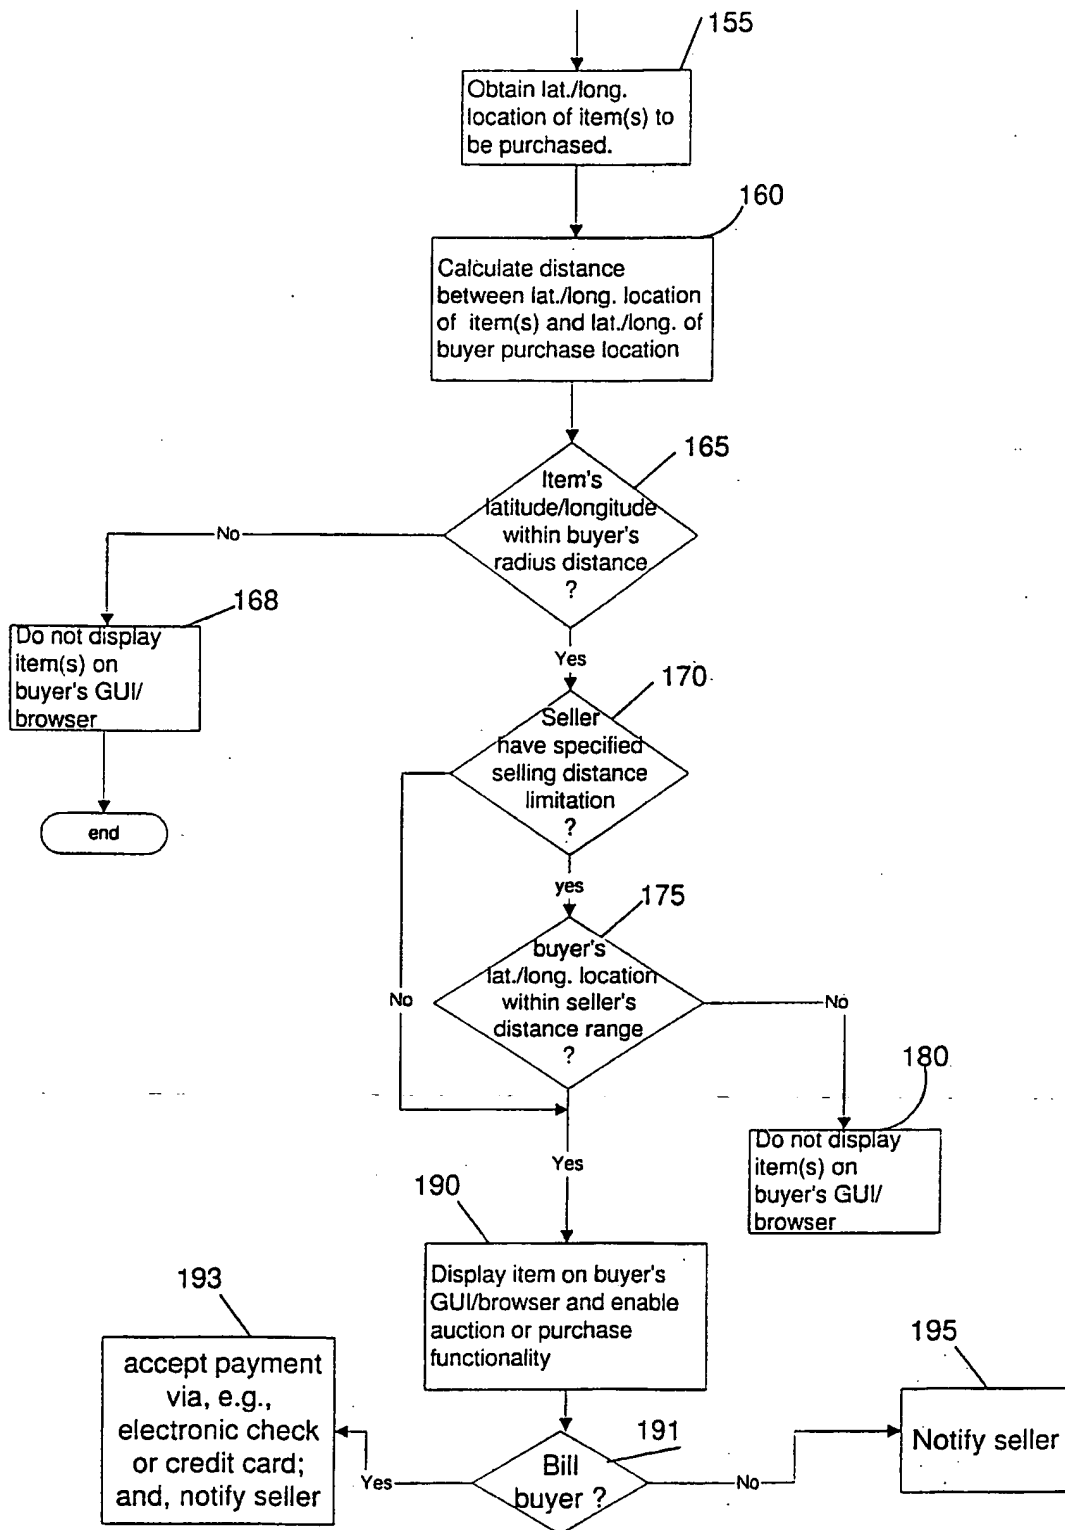 155
Obtain lat./long.
location of item(s) to
be purchased.
160
Calculate distance
between lat./long. location
of item(s) and lat./long. of
buyer purchase location
165
Item's
latitude/longitude
within buyer's
radius distance
?
No
168
Do not display
item(s) on
buyer's GUI/
browser
end
Yes
170
Seller
have specified
selling distance
limitation
?
yes
175
buyer's
lat./long. location
within seller's
distance range
?
No
No
180
Do not display
item(s) on
buyer's GUI/
browser
Yes
190
Display item on buyer's
GUI/browser and enable
auction or purchase
functionality
193
accept payment
via, e.g.,
electronic check
or credit card;
and, notify seller
191
Bill
buyer ?
Yes
No
195
Notify seller